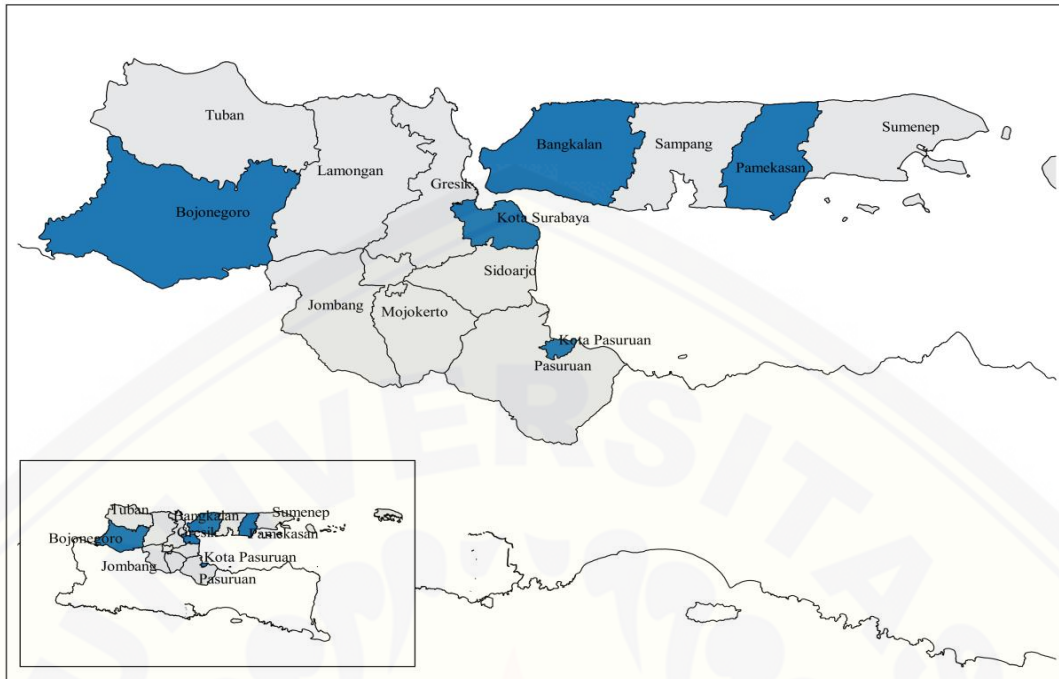 Tuban
Bangkalan
Sampang
Sumenep
Lamongan
Pamekasan
Gresik
Bojonegoro
Kota Surabaya
Sidoarjo
Jombang
Mojokerto
Kota Pasuruan
Pasuruan
Tuban
Bangkalan
Sumenep
Gresik
Pamekasan
Bojonegoro
Kota Pasuruan
Jombang
Pasuruan
UNIVERSITAS